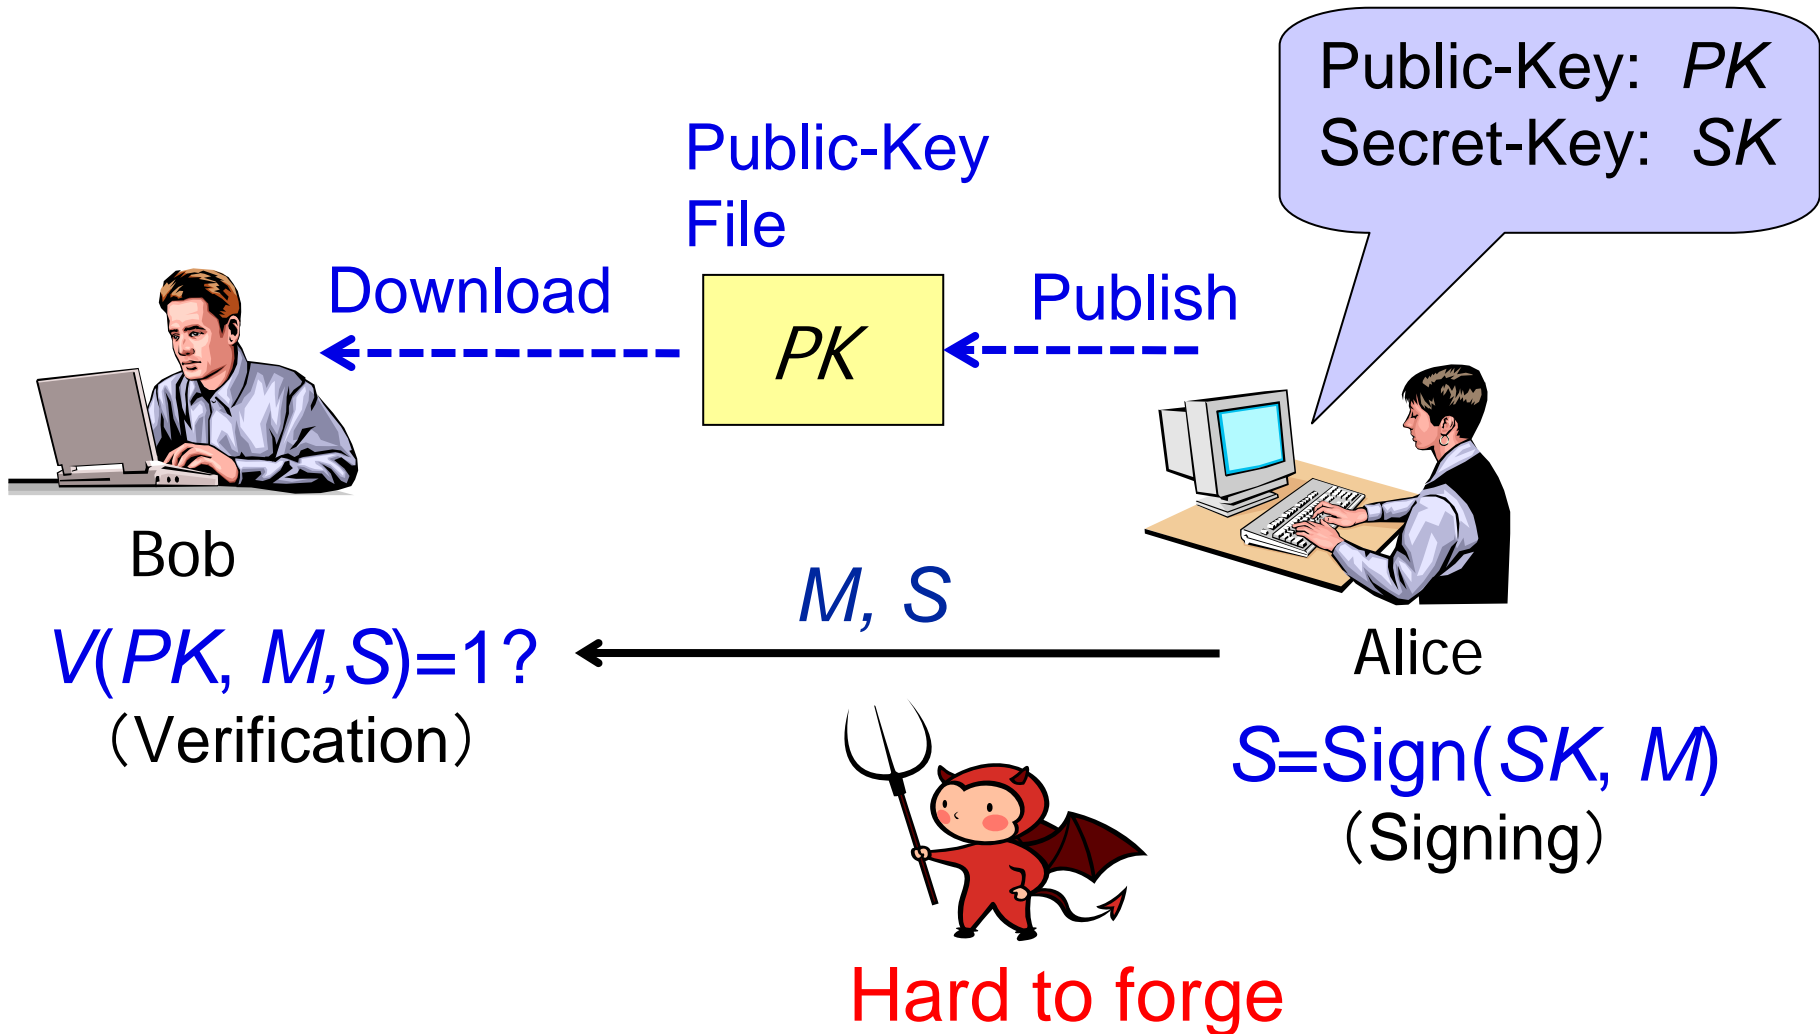 Public-Key: PK
Secret-Key: SK
Public-Key
File
Download
PK
Publish
Bob
M, S
Alice
V(PK, M,S)=1?
（Verification）
S=Sign(SK, M)
（Signing）
Hard to forge